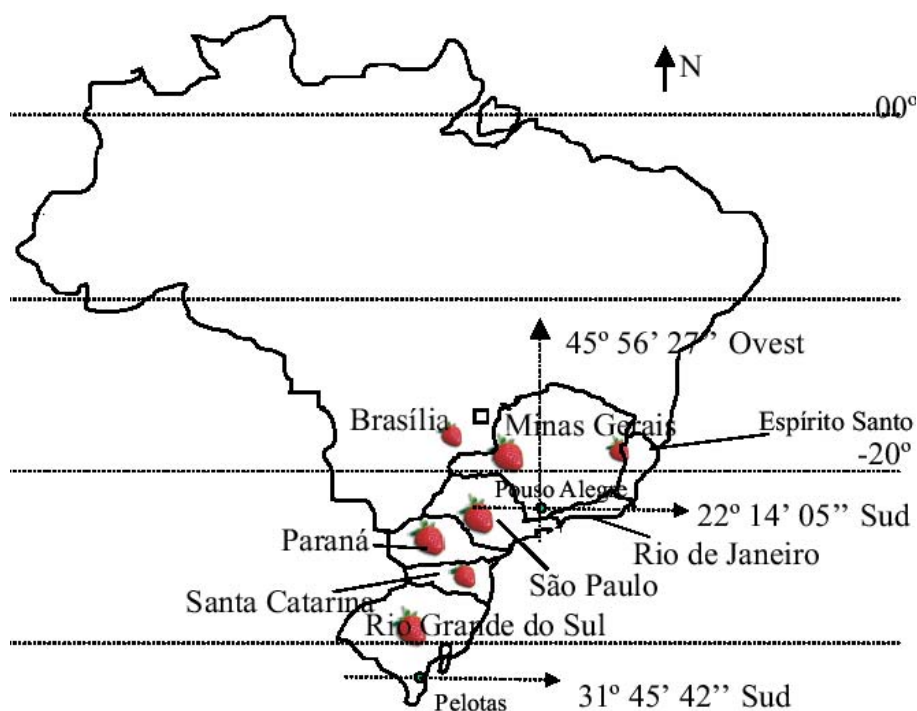 N
00º
45º 56’ 27’’ Ovest
Brasília
Minas Gerais
Espírito Santo
-20º
Pouso Alegre
22º 14’ 05’’ Sud
Paraná
Rio de Janeiro
São Paulo
Santa Catarina
Rio Grande do Sul
Pelotas
31º 45’ 42’’ Sud